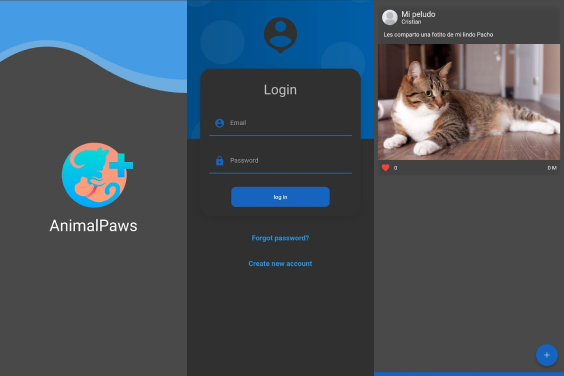 AnimalPaws
Login
Email
Password
log in
Forgot password?
Create new account
Mi peludo
Cristian
Les comparto una fotito de mi lindo Pacho
0
0 M